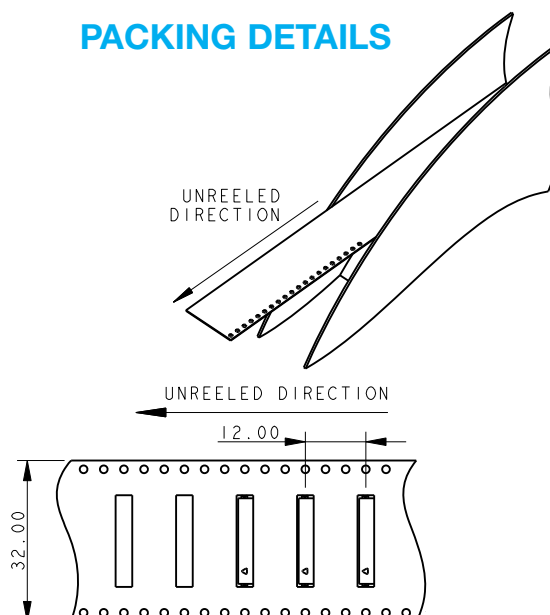 PACKING DETAILS
UNREELED
DIRECTION
UNREELED DIRECTION
12.00
32.00